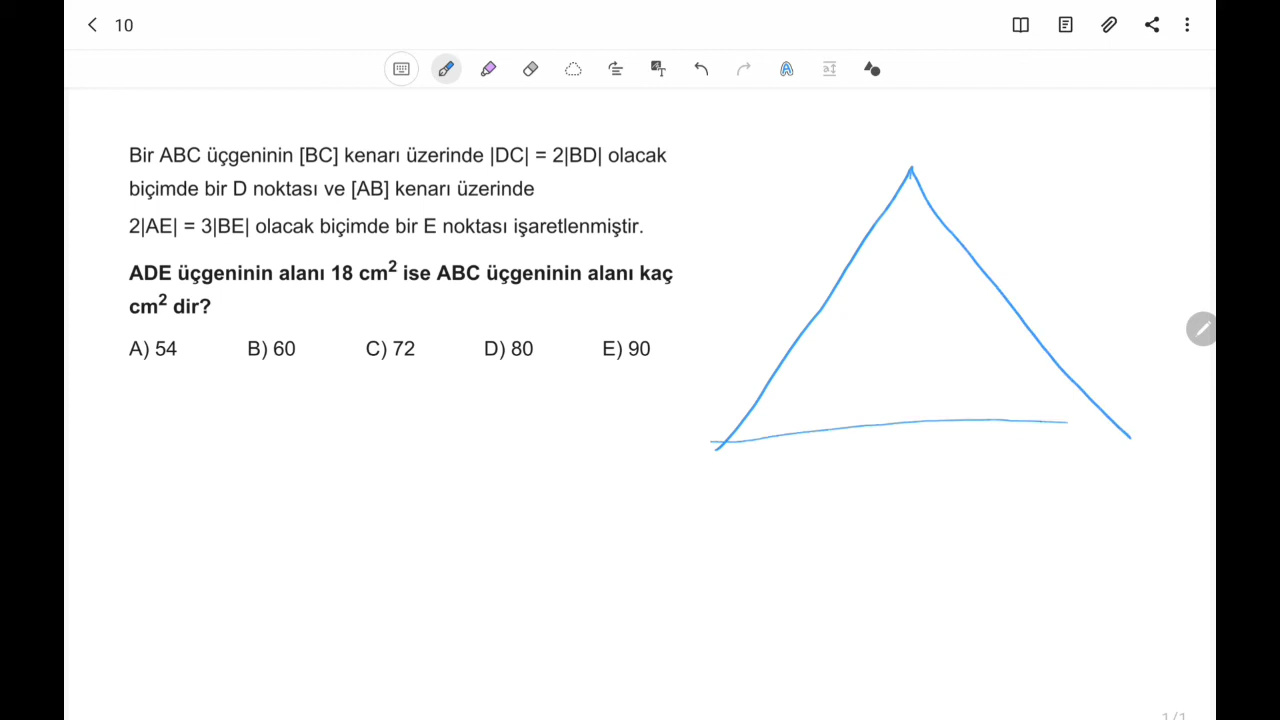 10
Bir ABC üçgeninin [BC] kenarı üzerinde |DC| = 2|BD| olacak
biçimde bir D noktası ve [AB] kenarı üzerinde
2|AE| = 3|BE| olacak biçimde bir E noktası işaretlenmiştir.
ADE üçgeninin alanı 18 cm² ise ABC üçgeninin alanı kaç
cm² dir?
A) 54 B) 60 C) 72 D) 80 E) 90
1/1